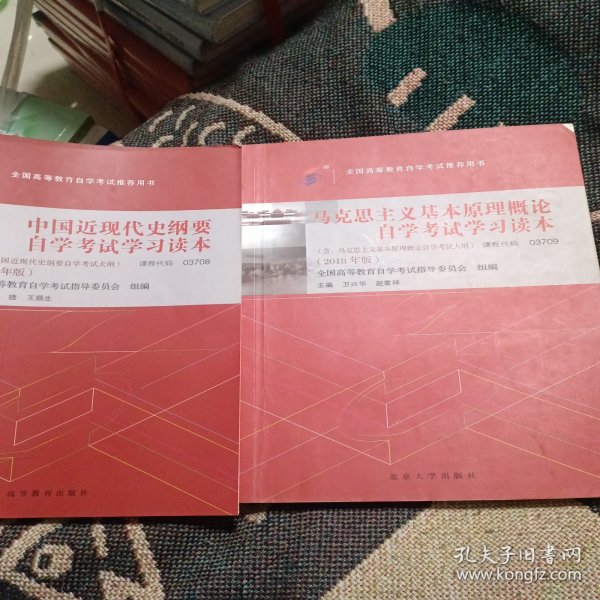 全国高等教育自学考试推荐用书
中国近现代史纲要
自学考试学习读本
国近现代史纲要自学考试大纲） 课程代码 03708
年版）
等教育自学考试指导委员会 组编
捷 王顺生
高等教育出版社
全国高等教育自学考试推荐用书
马克思主义基本原理概论
自学考试学习读本
（含：马克思主义基本原理概论自学考试大纲） 课程代码 03709
（2018年版）
全国高等教育自学考试指导委员会 组编
主编 卫兴华 赵家祥
北京大学出版社
孔夫子旧书网
www.kongfz.com